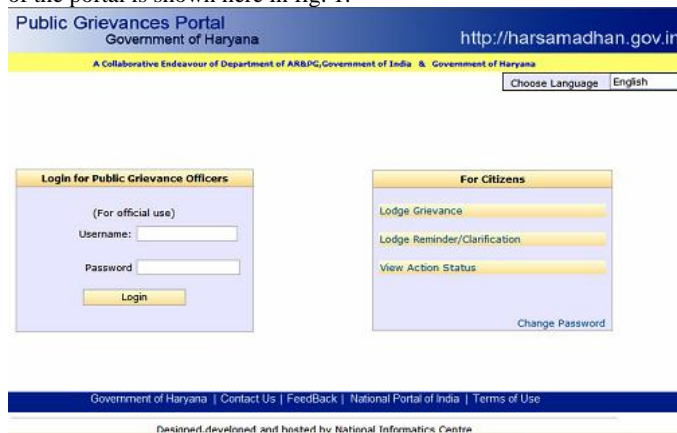 of the portal is shown here in fig. 1.
Public Grievances Portal
Government of Haryana
http://harsamadhan.gov.in
A Collaborative Endeavour of Department of AR&PG,Government of India & Government of Haryana
Choose Language English
Login for Public Grievance Officers
(For official use)
Username:
Password
Login
For Citizens
Lodge Grievance
Lodge Reminder/Clarification
View Action Status
Change Password
Government of Haryana | Contact Us | FeedBack | National Portal of India | Terms of Use
Designed,developed and hosted by National Informatics Centre